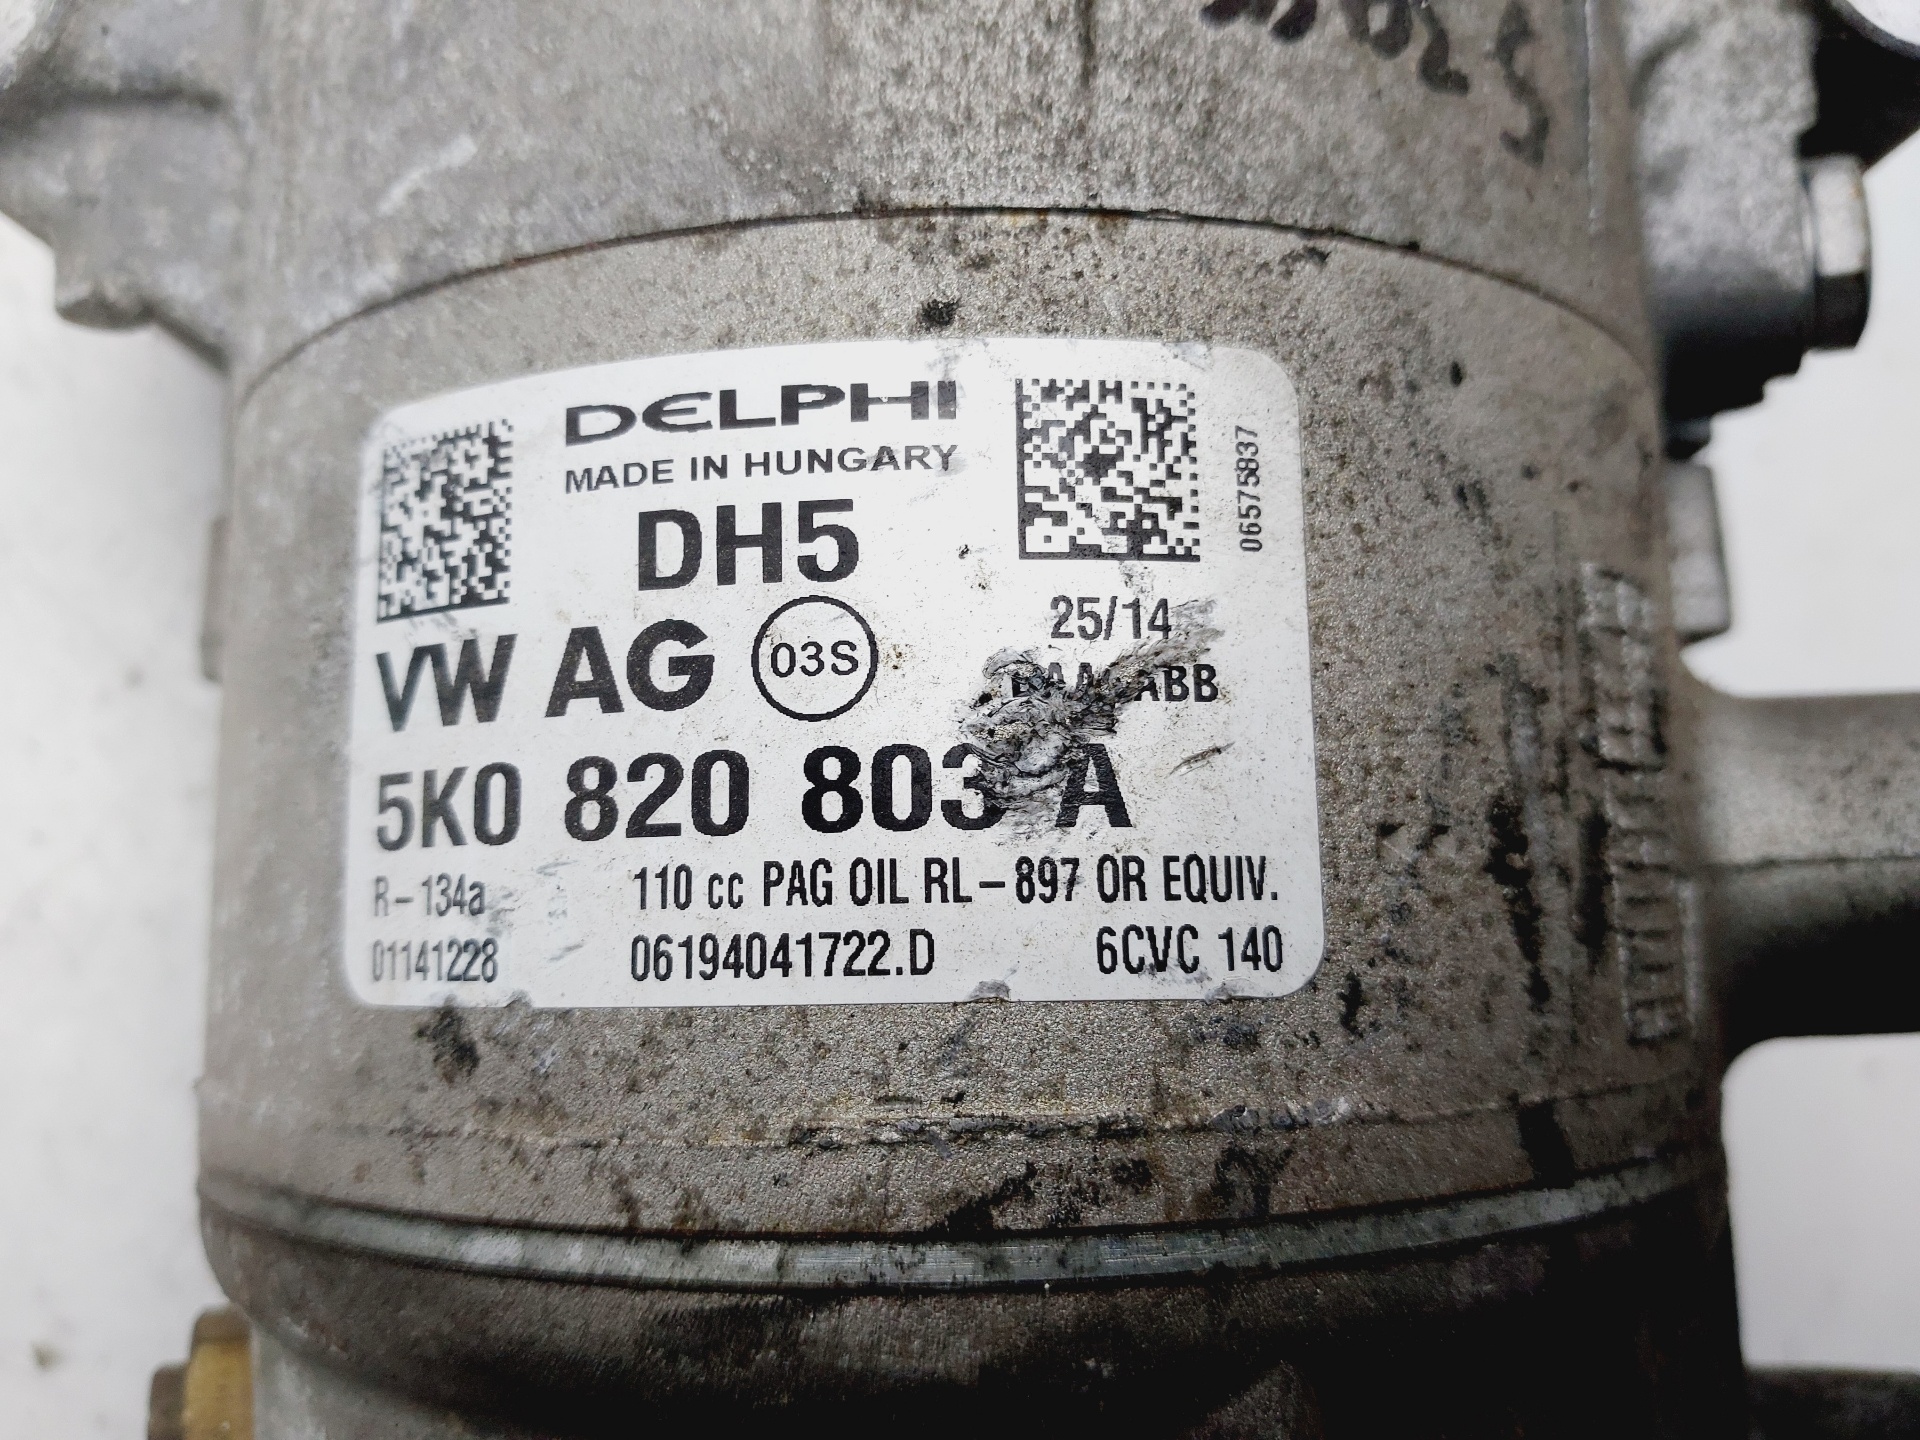 DELPHI
MADE IN HUNGARY
06575837
DH5
25/14
VW AG 03S
5K0 820 803 A
R-134a 110 cc PAG OIL RL-897 OR EQUIV.
01141228 06194041722.D 6CVC 140